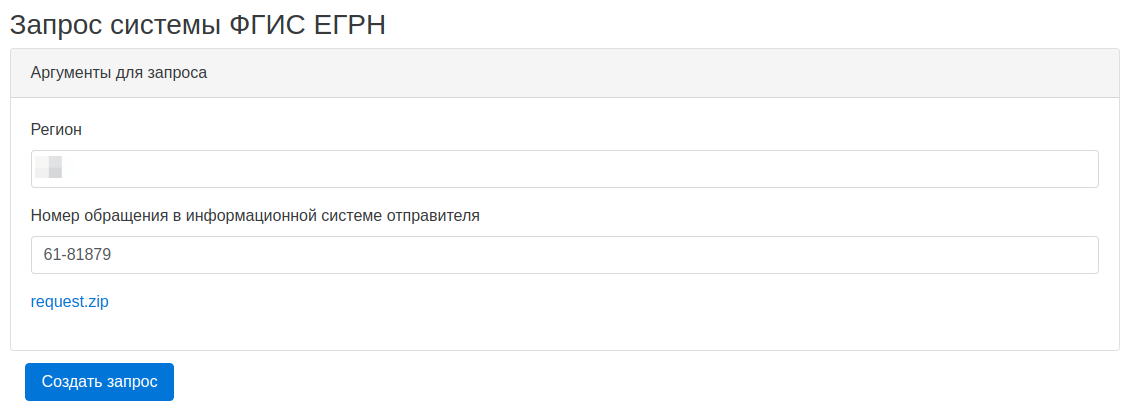 Запрос системы ФГИС ЕГРН
Аргументы для запроса
Регион
Номер обращения в информационной системе отправителя
61-81879
request.zip
Создать запрос